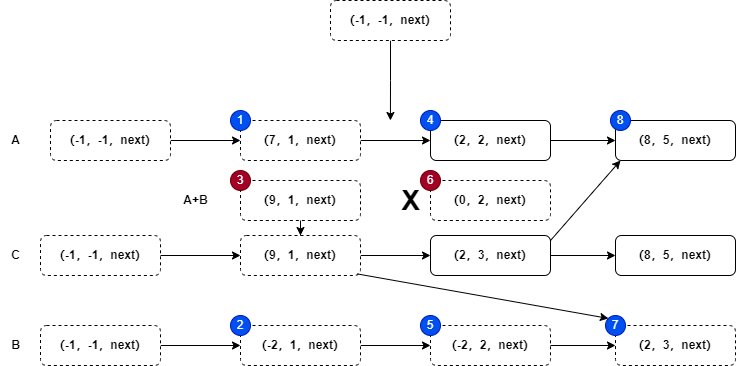 (-1, -1, next)
1 4 8
A (-1, -1, next) (7, 1, next) (2, 2, next) (8, 5, next)
3 6
A+B (9, 1, next) X (0, 2, next)
C (-1, -1, next) (9, 1, next) (2, 3, next) (8, 5, next)
2 5 7
B (-1, -1, next) (-2, 1, next) (-2, 2, next) (2, 3, next)